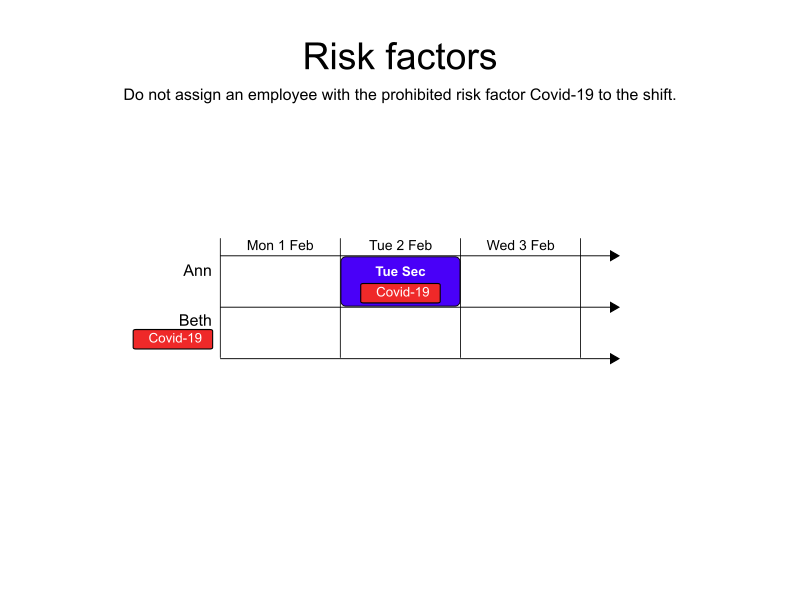 Risk factors
Do not assign an employee with the prohibited risk factor Covid-19 to the shift.
Mon 1 Feb Tue 2 Feb Wed 3 Feb
Ann
Tue Sec
Covid-19
Beth
Covid-19